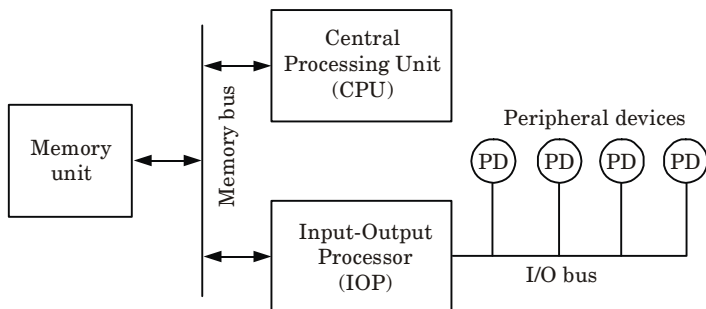 Central
Processing Unit
(CPU)
Memory
unit
Memory bus
Peripheral devices
PD PD PD PD
Input-Output
Processor
(IOP)
I/O bus